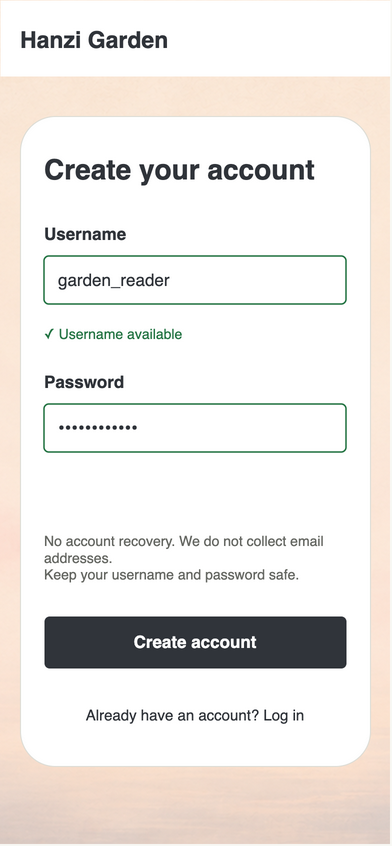 Hanzi Garden
Create your account
Username
garden_reader
✓ Username available
Password
••••••••••••
No account recovery. We do not collect email
addresses.
Keep your username and password safe.
Create account
Already have an account? Log in